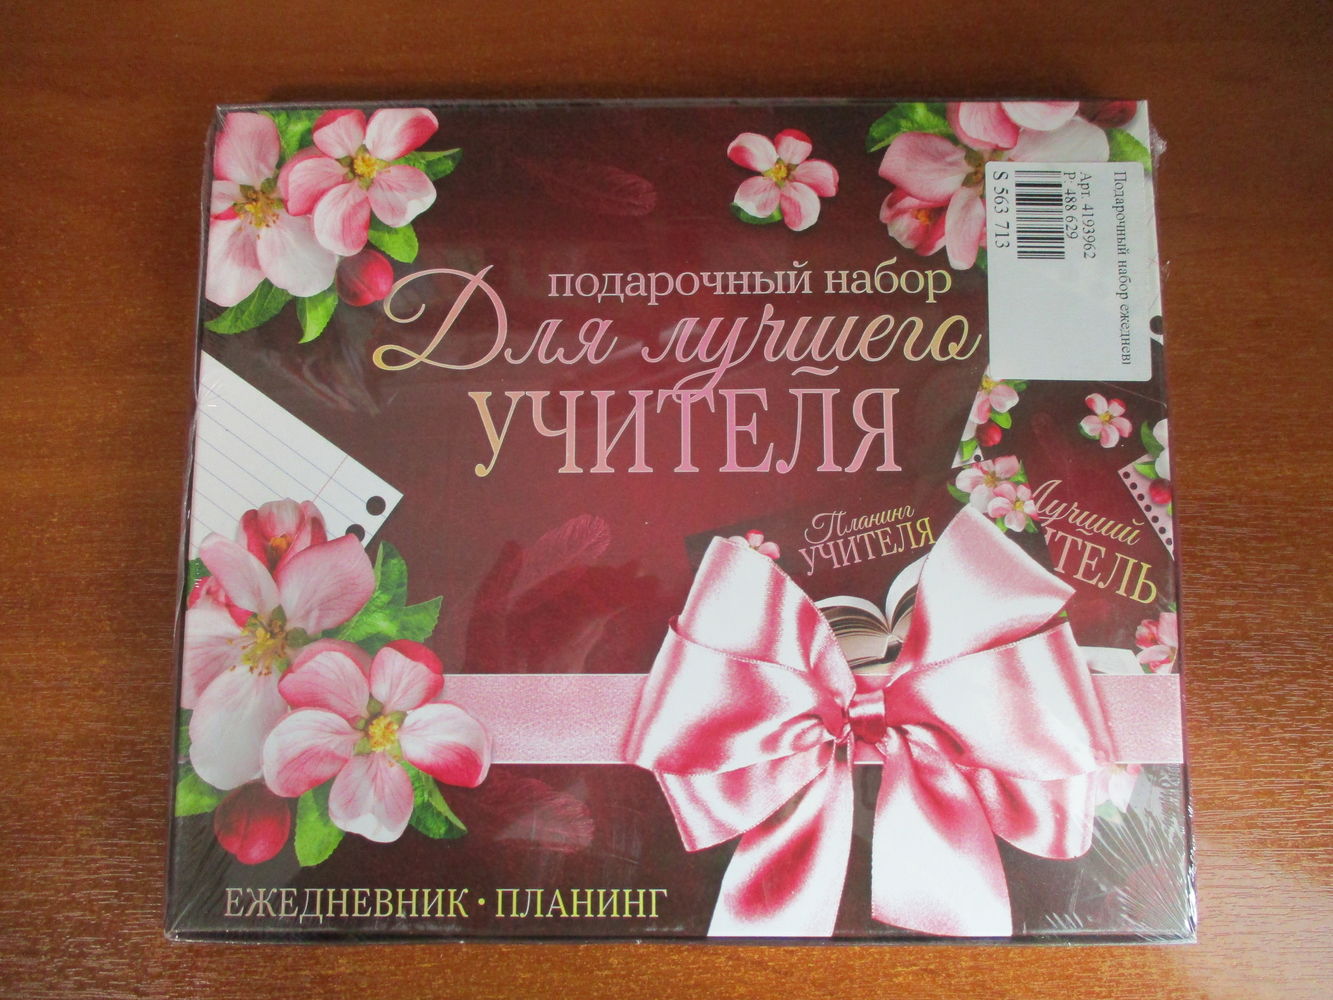 подарочный набор
Для лучшего
УЧИТЕЛЯ
Планинг
УЧИТЕЛЯ
Лучший
ИТЕЛЬ
ЕЖЕДНЕВНИК · ПЛАНИНГ
Подарочный набор ежеднев
Арт. 4193962
Р: 488 629
S 563 713